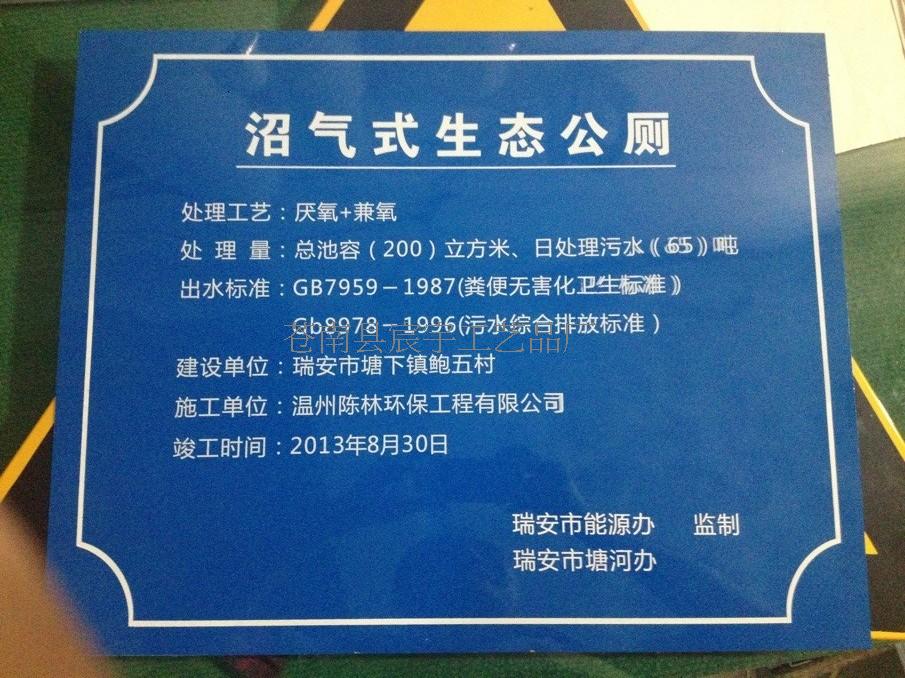 沼气式生态公厕
处理工艺：厌氧+兼氧
处 理 量：总池容（200）立方米、日处理污水（65）吨
出水标准：GB7959－1987(粪便无害化卫生标准）
Gb8978－1996(污水综合排放标准）
苍南县宸宇工艺品厂
建设单位：瑞安市塘下镇鲍五村
施工单位：温州陈林环保工程有限公司
竣工时间：2013年8月30日
瑞安市能源办 监制
瑞安市塘河办